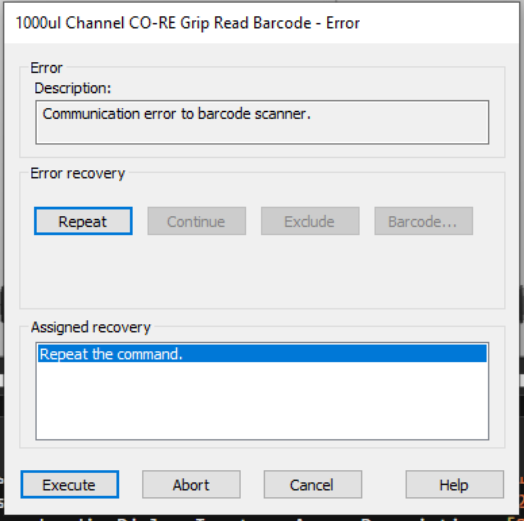 1000ul Channel CO-RE Grip Read Barcode - Error
Error
Description:
Communication error to barcode scanner.
Error recovery
Repeat
Continue
Exclude
Barcode...
Assigned recovery
Repeat the command.
Execute
Abort
Cancel
Help